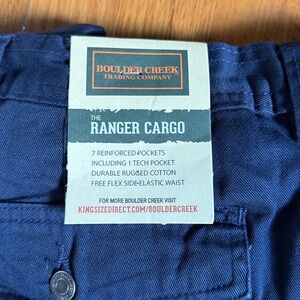 BOULDER CREEK
TRADING COMPANY
THE
RANGER CARGO
7 REINFORCED POCKETS
INCLUDING 1 TECH POCKET
DURABLE RUGGED COTTON
FREE FLEX SIDE-ELASTIC WAIST
FOR MORE BOULDER CREEK VISIT
KINGSIZEDIRECT.COM/BOULDERCREEK